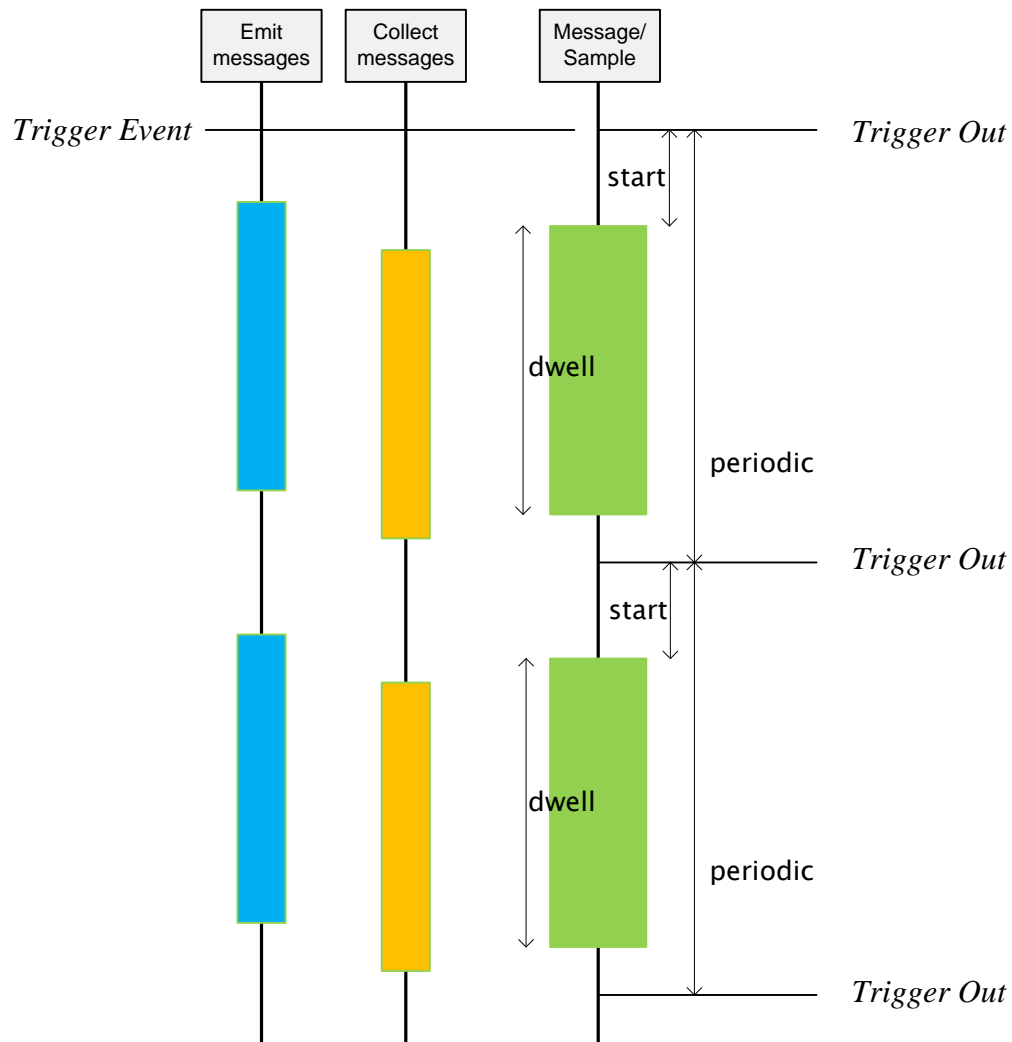 Emit
messages
Collect
messages
Message/
Sample
Trigger Event
Trigger Out
start
dwell
periodic
Trigger Out
start
dwell
periodic
Trigger Out